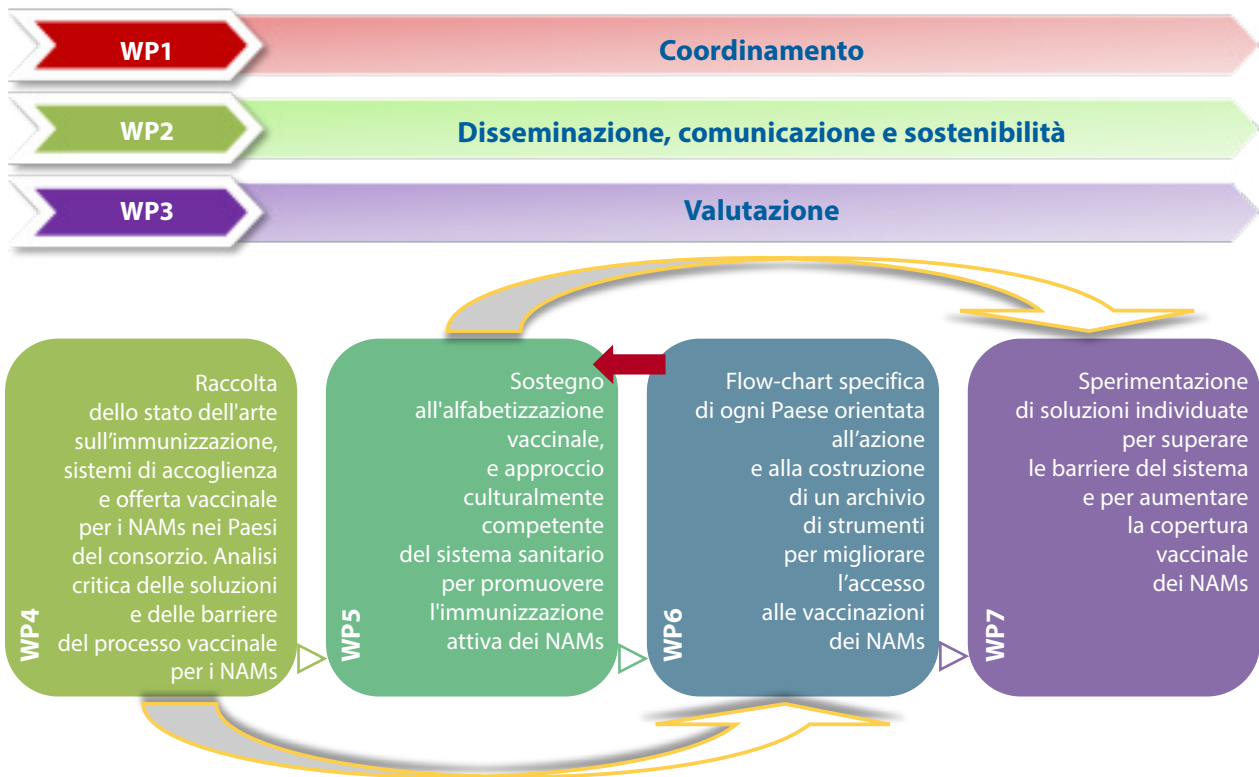 WP1
Coordinamento
WP2
Disseminazione, comunicazione e sostenibilità
WP3
Valutazione
WP4
Raccolta
dello stato dell'arte
sull’immunizzazione,
sistemi di accoglienza
e offerta vaccinale
per i NAMs nei Paesi
del consorzio. Analisi
critica delle soluzioni
e delle barriere
del processo vaccinale
per i NAMs
WP5
Sostegno
all'alfabetizzazione
vaccinale,
e approccio
culturalmente
competente
del sistema sanitario
per promuovere
l'immunizzazione
attiva dei NAMs
WP6
Flow-chart specifica
di ogni Paese orientata
all’azione
e alla costruzione
di un archivio
di strumenti
per migliorare
l’accesso
alle vaccinazioni
dei NAMs
WP7
Sperimentazione
di soluzioni individuate
per superare
le barriere del sistema
e per aumentare
la copertura
vaccinale
dei NAMs